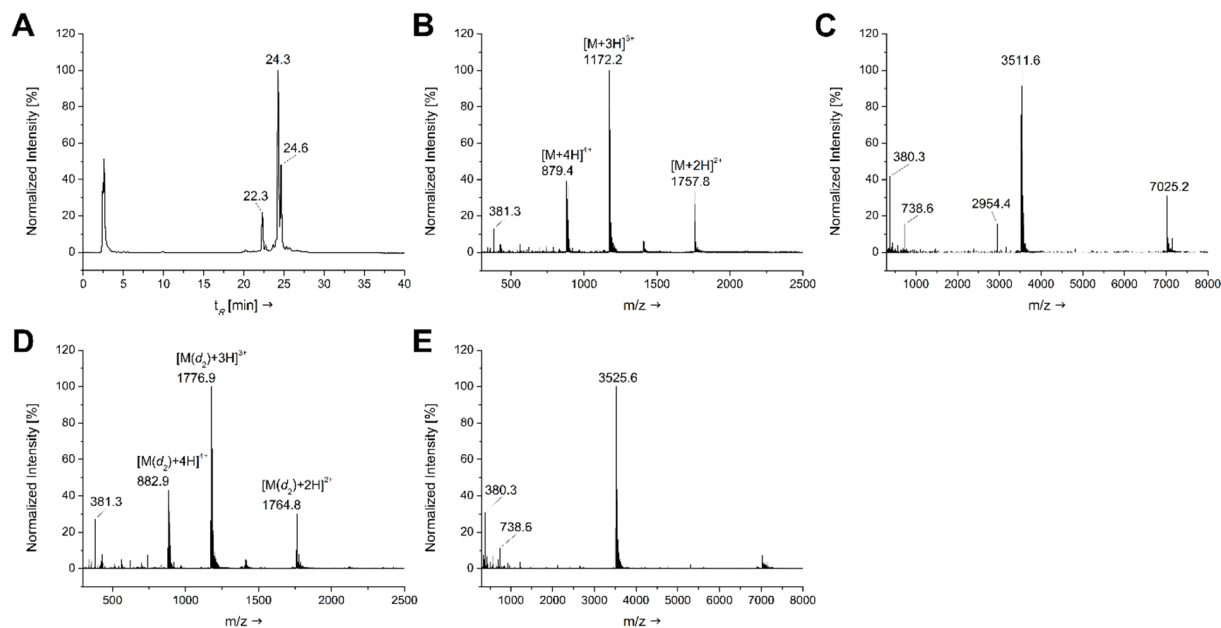 A
Normalized Intensity [%]
120
100
80
60
40
20
0
24.3
24.6
22.3
0 5 10 15 20 25 30 35 40
tR [min] →
B
Normalized Intensity [%]
120
100
80
60
40
20
0
[M+3H]3+
1172.2
[M+4H]4+
879.4
[M+2H]2+
1757.8
381.3
500 1000 1500 2000 2500
m/z →
C
Normalized Intensity [%]
120
100
80
60
40
20
0
3511.6
380.3
738.6
2954.4
7025.2
1000 2000 3000 4000 5000 6000 7000 8000
m/z →
D
Normalized Intensity [%]
120
100
80
60
40
20
0
[M(d2)+3H]3+
1776.9
[M(d2)+4H]4+
882.9
[M(d2)+2H]2+
1764.8
381.3
500 1000 1500 2000 2500
m/z →
E
Normalized Intensity [%]
120
100
80
60
40
20
0
3525.6
380.3
738.6
1000 2000 3000 4000 5000 6000 7000 8000
m/z →